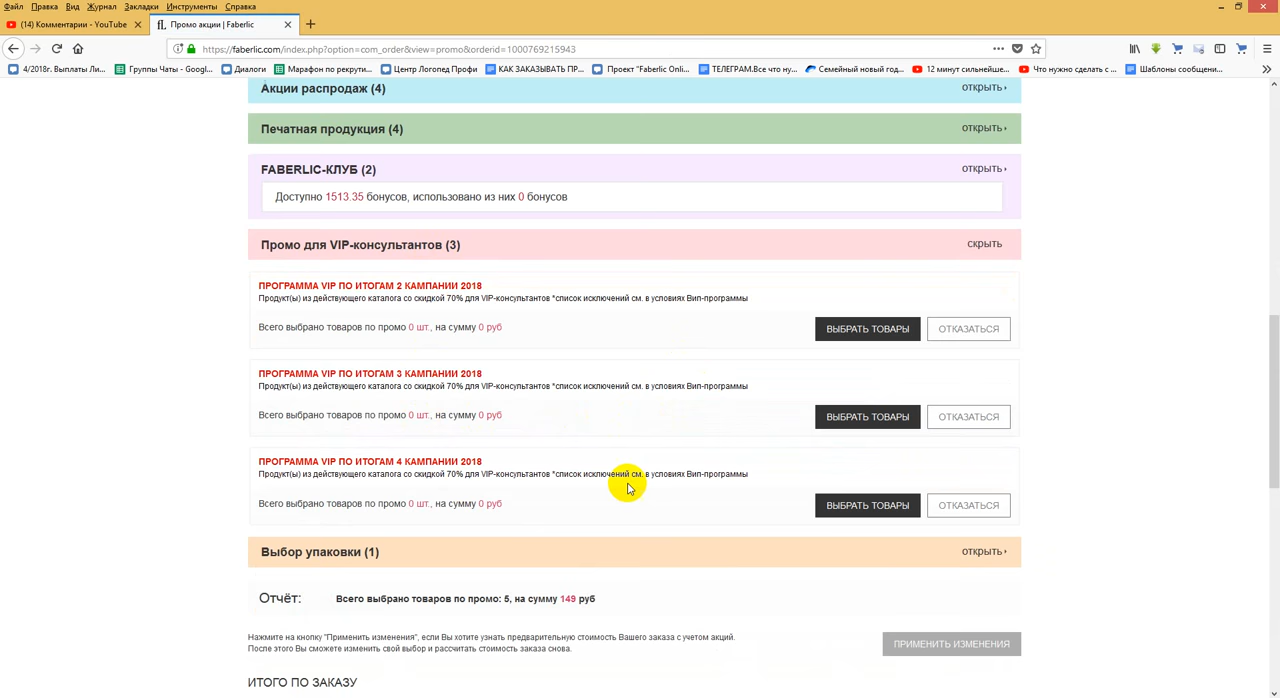 Файл Правка Вид Журнал Закладки Инструменты Справка
(14) Комментарии - YouTube
fl. Промо акции | Faberlic
https://faberlic.com/index.php?option=com_order&view=promo&orderid=1000769215943
4/2018г. Выплаты Ли... Группы Чаты - Googl... Диалоги Марафон рекрути... Центр Логопед Профи КАК ЗАКАЗЫВАТЬ ПР... Проект "Faberlic Onli... ТЕЛЕГРАМ.Все что ну... Семейный новый год... 12 минут сильнейше... Что нужно сделать с ... Шаблоны сообщени...
Акции распродаж (4) открыть
Печатная продукция (4) открыть
FABERLIC-КЛУБ (2) открыть
Доступно 1513.35 бонусов, использовано из них 0 бонусов
Промо для VIP-консультантов (3) скрыть
ПРОГРАММА VIP ПО ИТОГАМ 2 КАМПАНИИ 2018
Продукт(ы) из действующего каталога со скидкой 70% для VIP-консультантов *список исключений см. в условиях Вип-программы
Всего выбрано товаров по промо 0 шт., на сумму 0 руб ВЫБРАТЬ ТОВАРЫ ОТКАЗАТЬСЯ
ПРОГРАММА VIP ПО ИТОГАМ 3 КАМПАНИИ 2018
Продукт(ы) из действующего каталога со скидкой 70% для VIP-консультантов *список исключений см. в условиях Вип-программы
Всего выбрано товаров по промо 0 шт., на сумму 0 руб ВЫБРАТЬ ТОВАРЫ ОТКАЗАТЬСЯ
ПРОГРАММА VIP ПО ИТОГАМ 4 КАМПАНИИ 2018
Продукт(ы) из действующего каталога со скидкой 70% для VIP-консультантов *список исключений см. в условиях Вип-программы
Всего выбрано товаров по промо 0 шт., на сумму 0 руб ВЫБРАТЬ ТОВАРЫ ОТКАЗАТЬСЯ
Выбор упаковки (1) открыть
Отчёт: Всего выбрано товаров по промо: 5, на сумму 149 руб
Нажмите на кнопку "Применить изменения", если Вы хотите узнать предварительную стоимость Вашего заказа с учетом акций.
После этого Вы сможете изменить свой выбор и рассчитать стоимость заказа снова.
ПРИМЕНИТЬ ИЗМЕНЕНИЯ
ИТОГО ПО ЗАКАЗУ